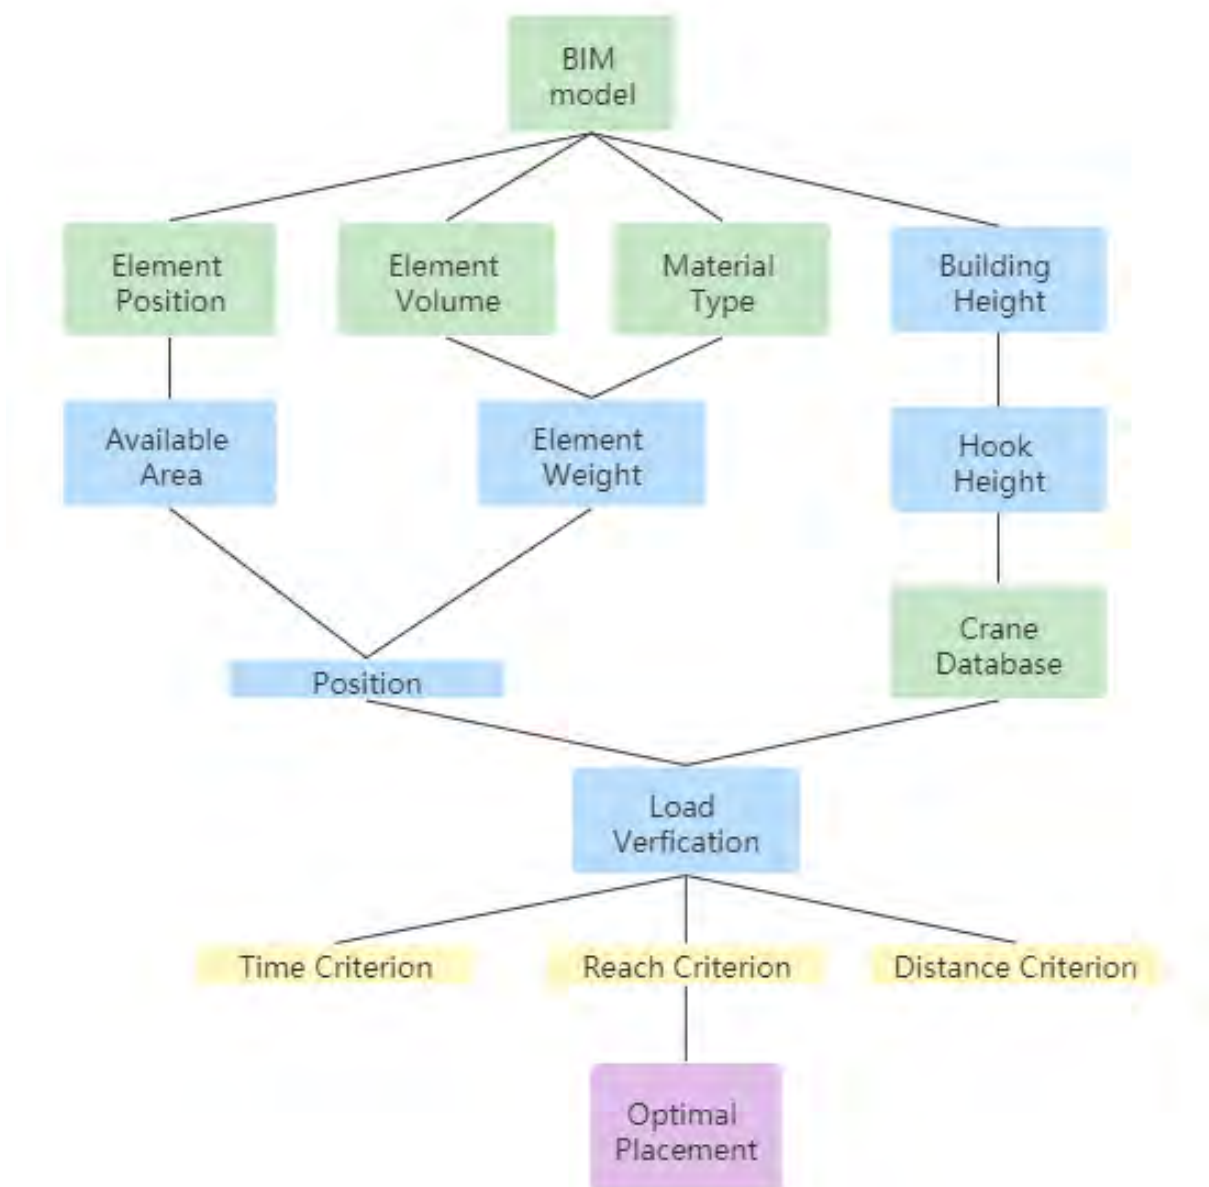 BIM
model
Element
Position
Element
Volume
Material
Type
Building
Height
Available
Area
Element
Weight
Hook
Height
Crane
Database
Position
Load
Verfication
Time Criterion
Reach Criterion
Distance Criterion
Optimal
Placement